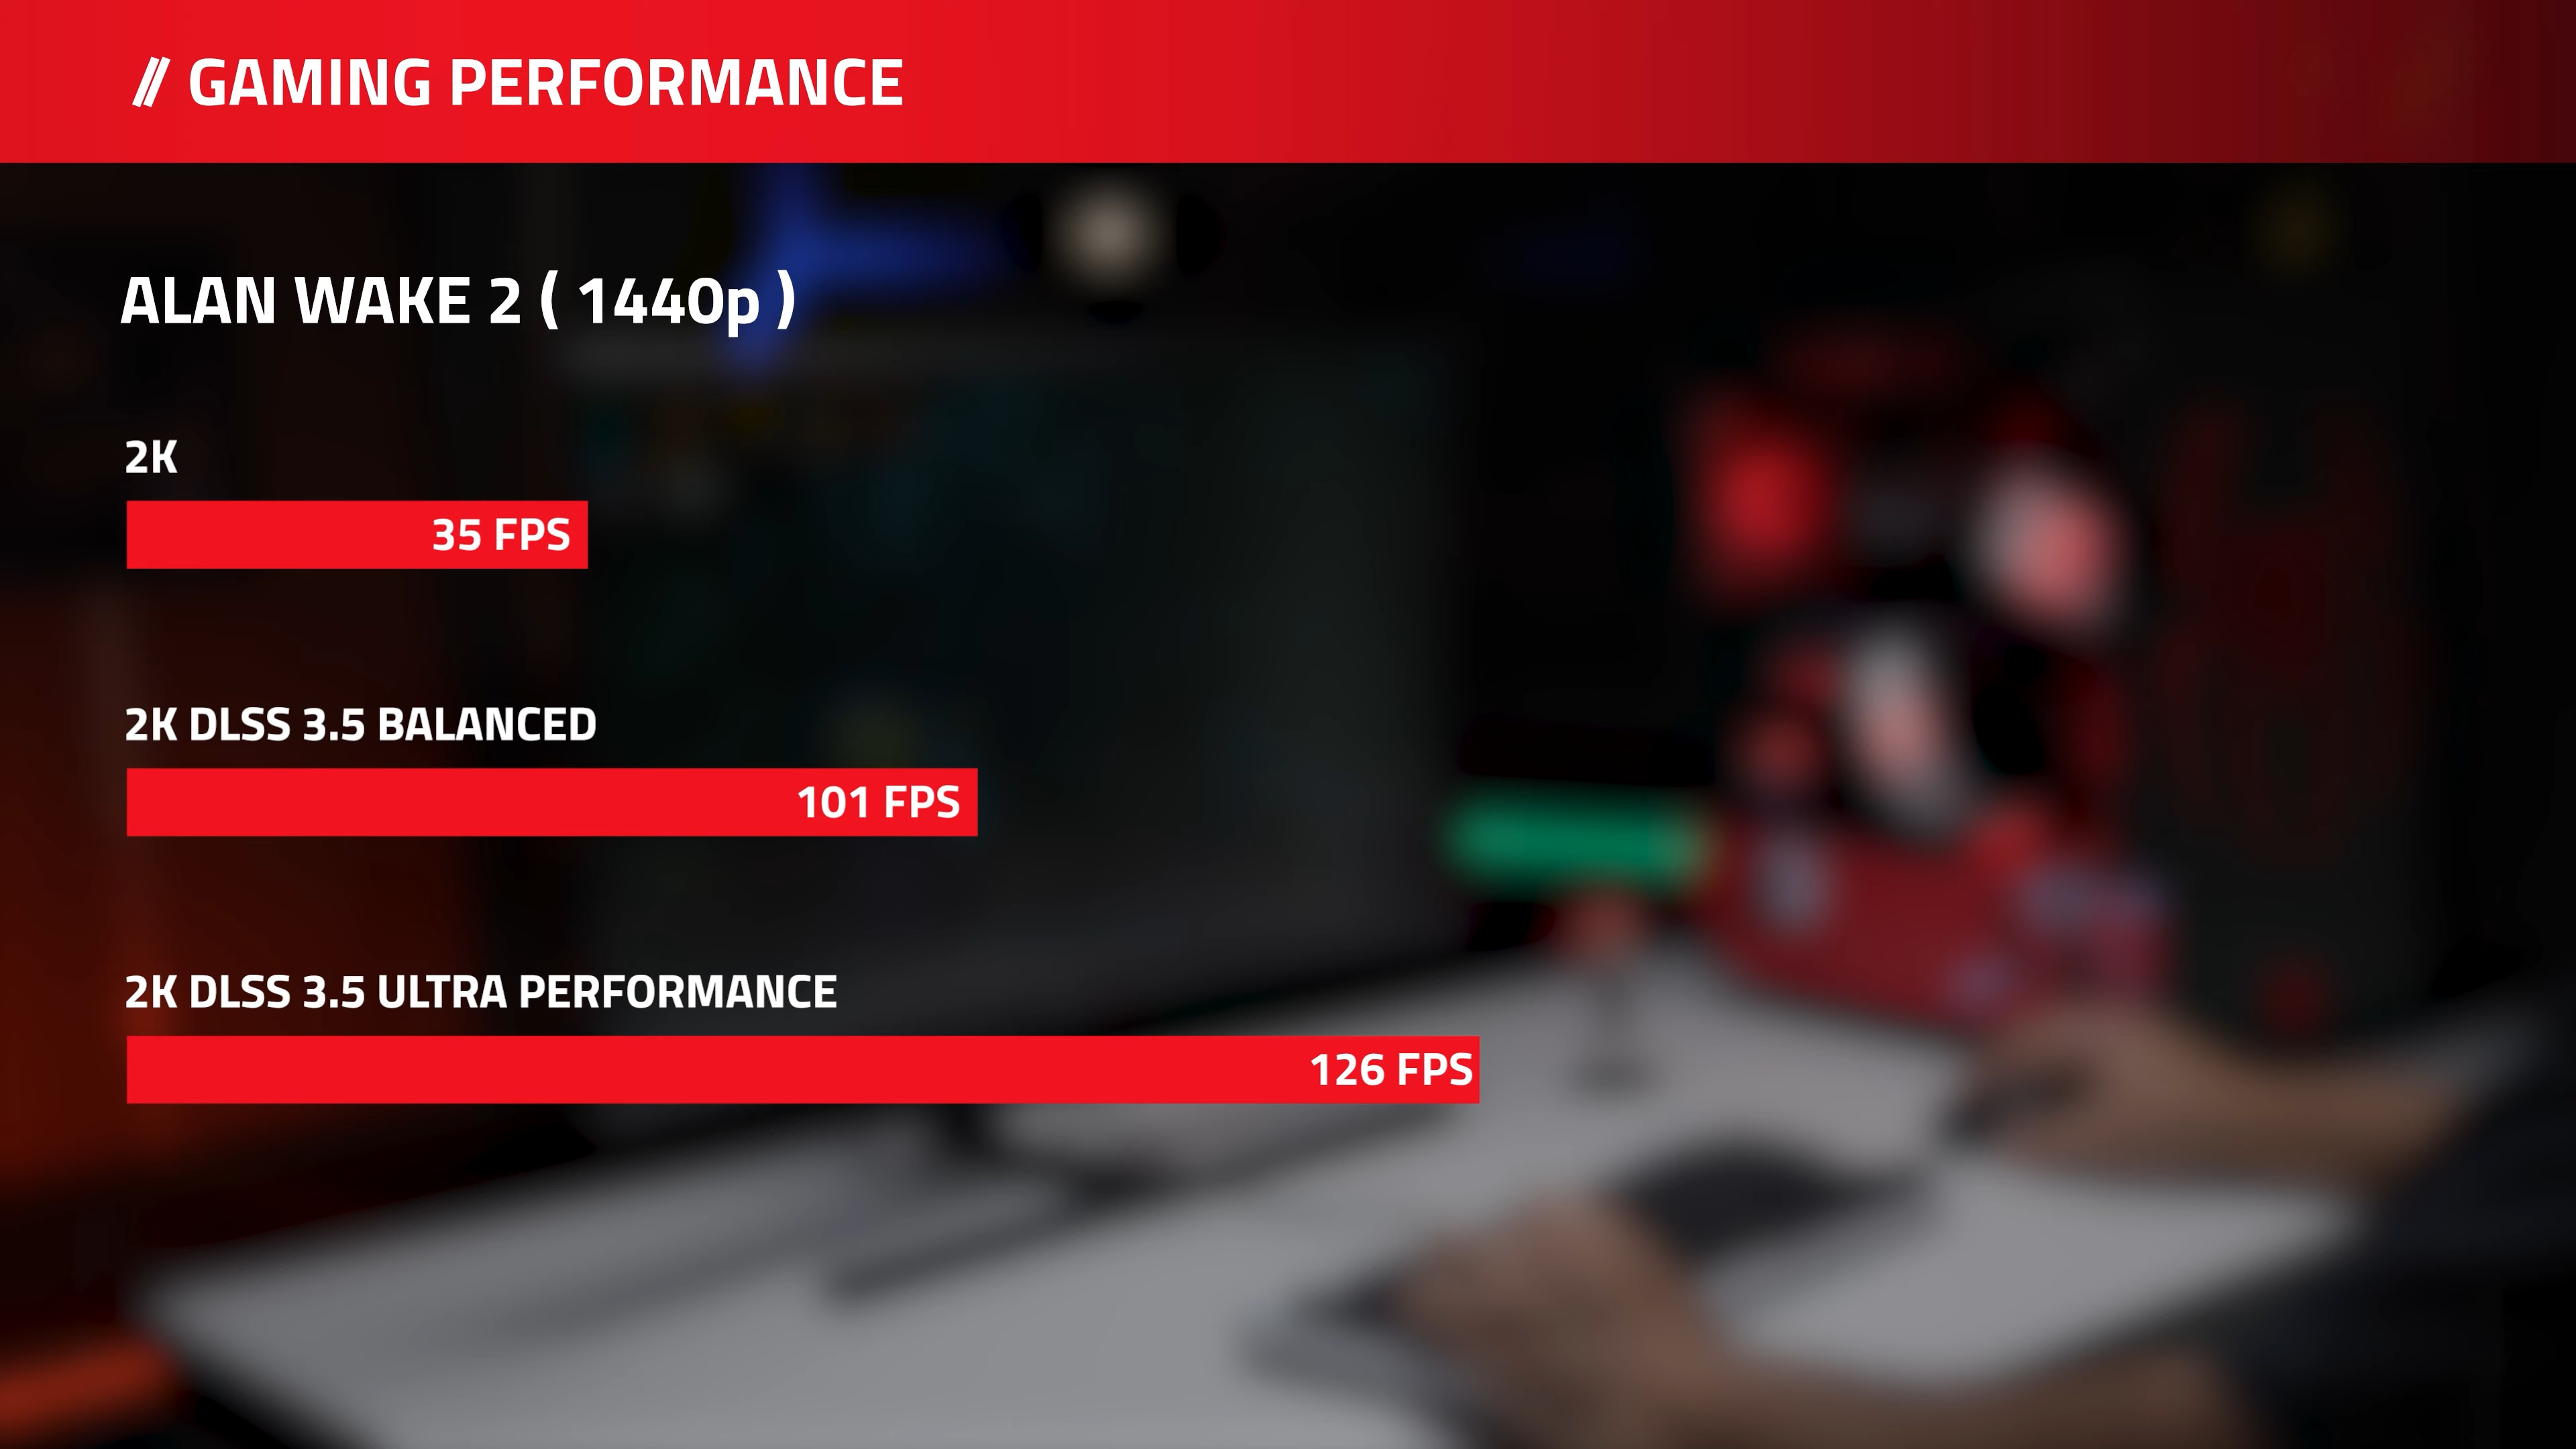 // GAMING PERFORMANCE
ALAN WAKE 2 ( 1440p )
2K
35 FPS
2K DLSS 3.5 BALANCED
101 FPS
2K DLSS 3.5 ULTRA PERFORMANCE
126 FPS